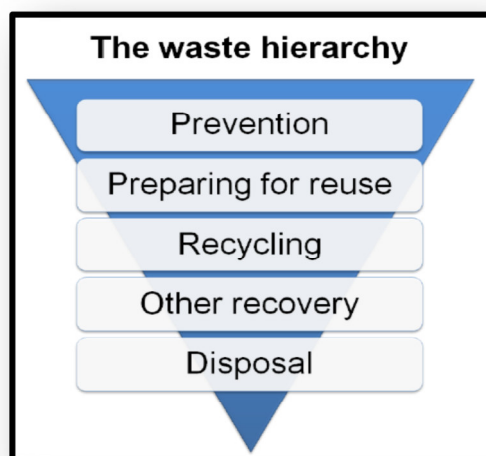 The waste hierarchy
Prevention
Preparing for reuse
Recycling
Other recovery
Disposal